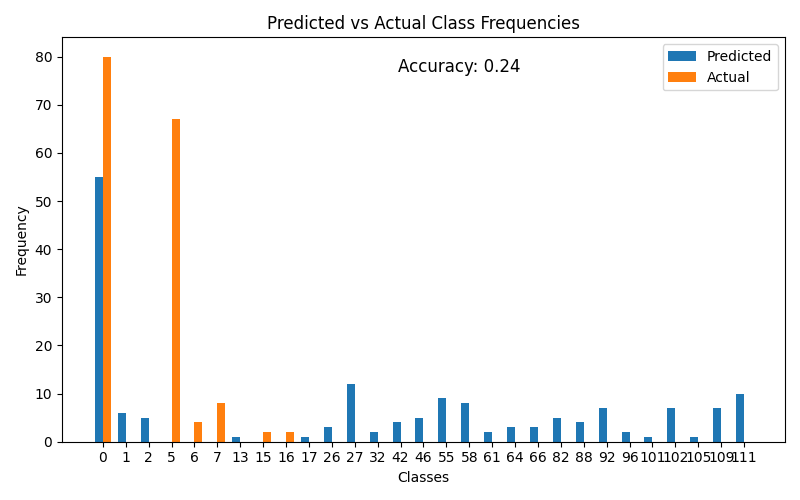 Predicted vs Actual Class Frequencies
Accuracy: 0.24
Predicted
Actual
80
70
60
50
40
30
20
10
0
Frequency
0 1 2 5 6 7 13 15 16 17 26 27 32 42 46 55 58 61 64 66 82 88 92 96 101 102 105 109 111
Classes